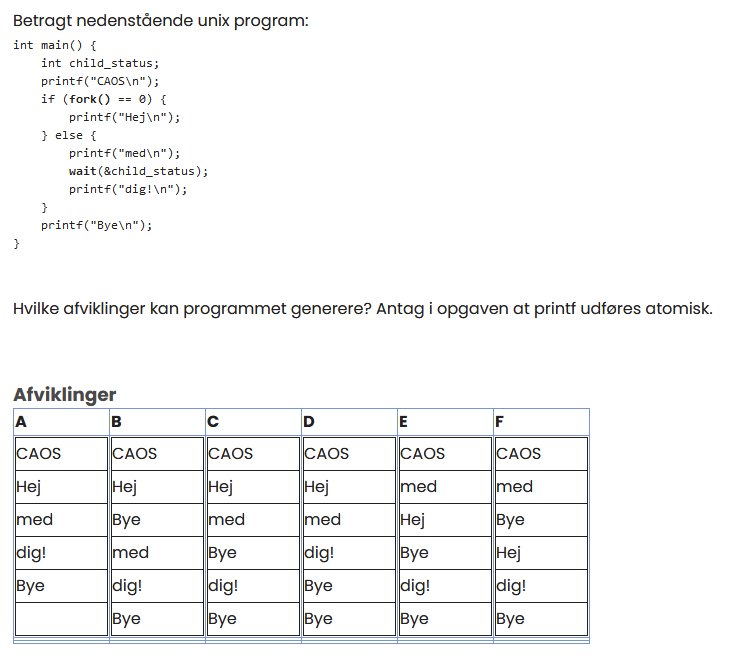 Betragt nedenstående unix program:
int main() {
    int child_status;
    printf("CAOS\n");
    if (fork() == 0) {
        printf("Hej\n");
    } else {
        printf("med\n");
        wait(&child_status);
        printf("dig!\n");
    }
    printf("Bye\n");
}
Hvilke afviklinger kan programmet generere? Antag i opgaven at printf udføres atomisk.
Afviklinger
A B C D E F
CAOS CAOS CAOS CAOS CAOS CAOS
Hej Hej Hej Hej med med
med Bye med med Hej Bye
dig! med Bye dig! Bye Hej
Bye dig! dig! Bye dig! dig!
Bye Bye Bye Bye Bye